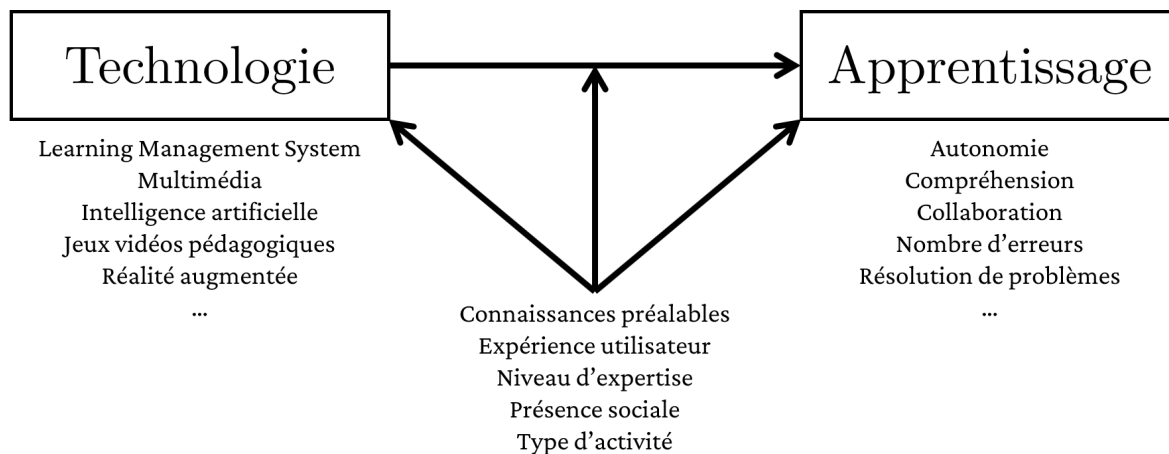 Technologie
Learning Management System
Multimédia
Intelligence artificielle
Jeux vidéos pédagogiques
Réalité augmentée
...
Apprentissage
Autonomie
Compréhension
Collaboration
Nombre d'erreurs
Résolution de problèmes
...
Connaissances préalables
Expérience utilisateur
Niveau d'expertise
Présence sociale
Type d'activité